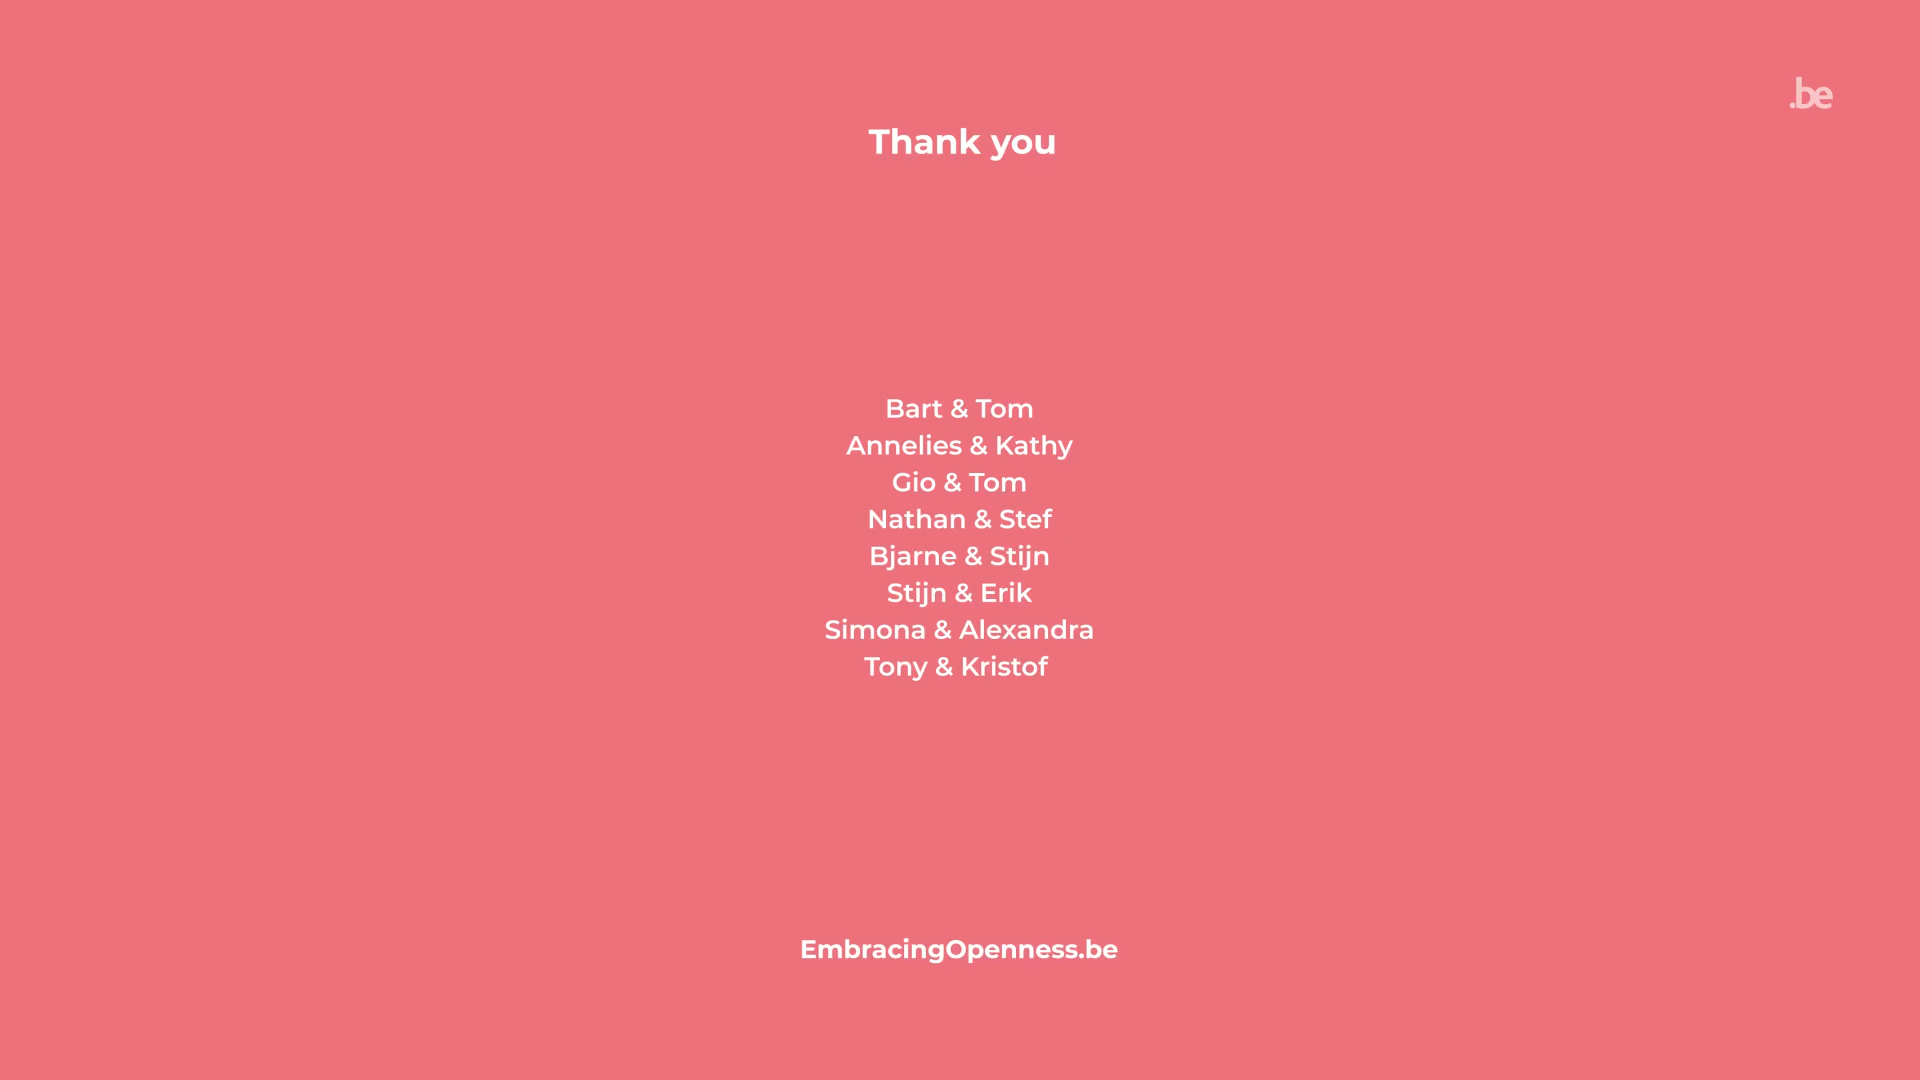 .be
Thank you
Bart & Tom
Annelies & Kathy
Gio & Tom
Nathan & Stef
Bjarne & Stijn
Stijn & Erik
Simona & Alexandra
Tony & Kristof
EmbracingOpenness.be